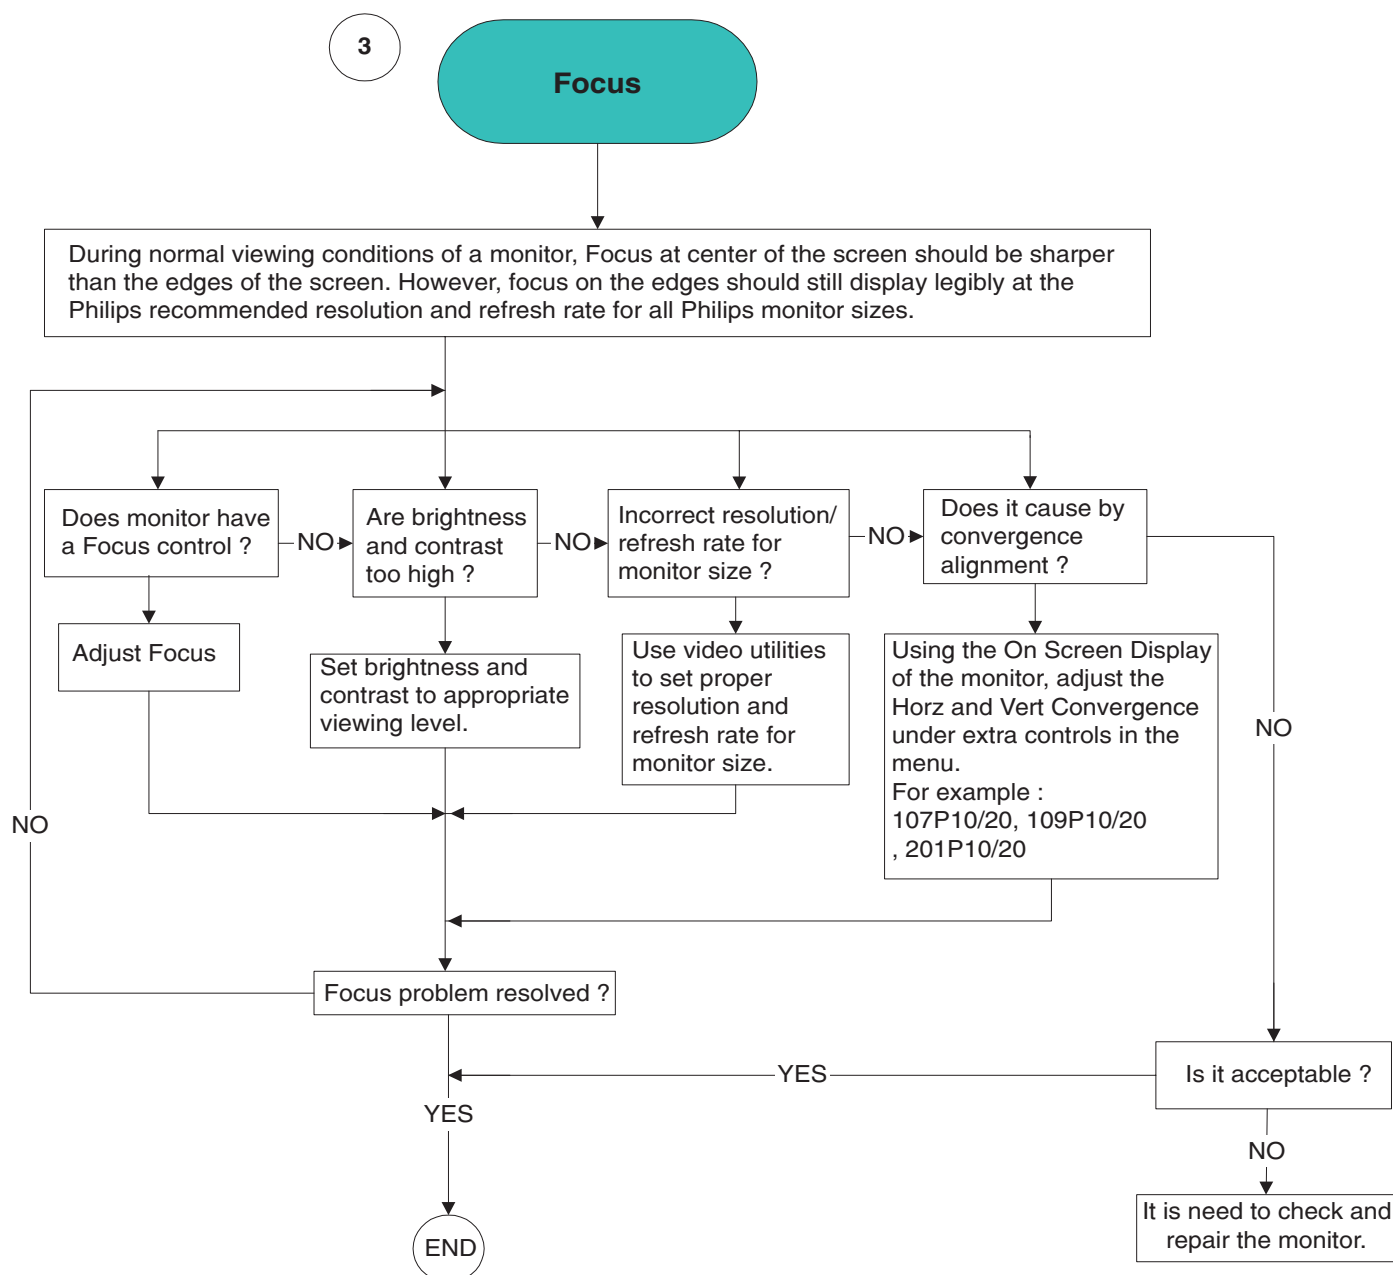 3
Focus
During normal viewing conditions of a monitor, Focus at center of the screen should be sharper
than the edges of the screen. However, focus on the edges should still display legibly at the
Philips recommended resolution and refresh rate for all Philips monitor sizes.
Does monitor have
a Focus control ?
NO
Are brightness
and contrast
too high ?
NO
Incorrect resolution/
refresh rate for
monitor size ?
NO
Does it cause by
convergence
alignment ?
Adjust Focus
Set brightness and
contrast to appropriate
viewing level.
Use video utilities
to set proper
resolution and
refresh rate for
monitor size.
Using the On Screen Display
of the monitor, adjust the
Horz and Vert Convergence
under extra controls in the
menu.
For example :
107P10/20, 109P10/20
, 201P10/20
NO
NO
Focus problem resolved ?
YES
Is it acceptable ?
YES
NO
END
It is need to check and
repair the monitor.